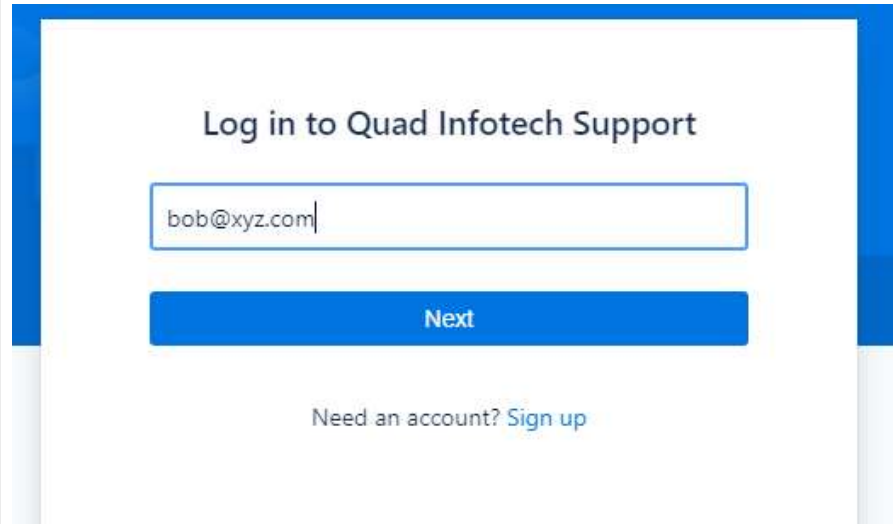 Log in to Quad Infotech Support
bob@xyz.com
Next
Need an account? Sign up